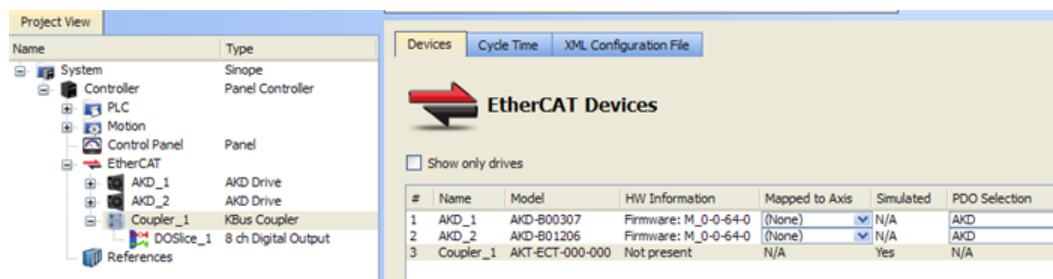 Project View
Name Type
System Sinope
Controller Panel Controller
PLC
Motion
Control Panel Panel
EtherCAT
AKD_1 AKD Drive
AKD_2 AKD Drive
Coupler_1 KBus Coupler
DOSlice_1 8 ch Digital Output
References
Devices Cycle Time XML Configuration File
EtherCAT Devices
Show only drives
# Name Model HW Information Mapped to Axis Simulated PDO Selection
1 AKD_1 AKD-B00307 Firmware: M_0-0-64-0 (None) N/A AKD
2 AKD_2 AKD-B01206 Firmware: M_0-0-64-0 (None) N/A AKD
3 Coupler_1 AKT-ECT-000-000 Not present N/A Yes N/A